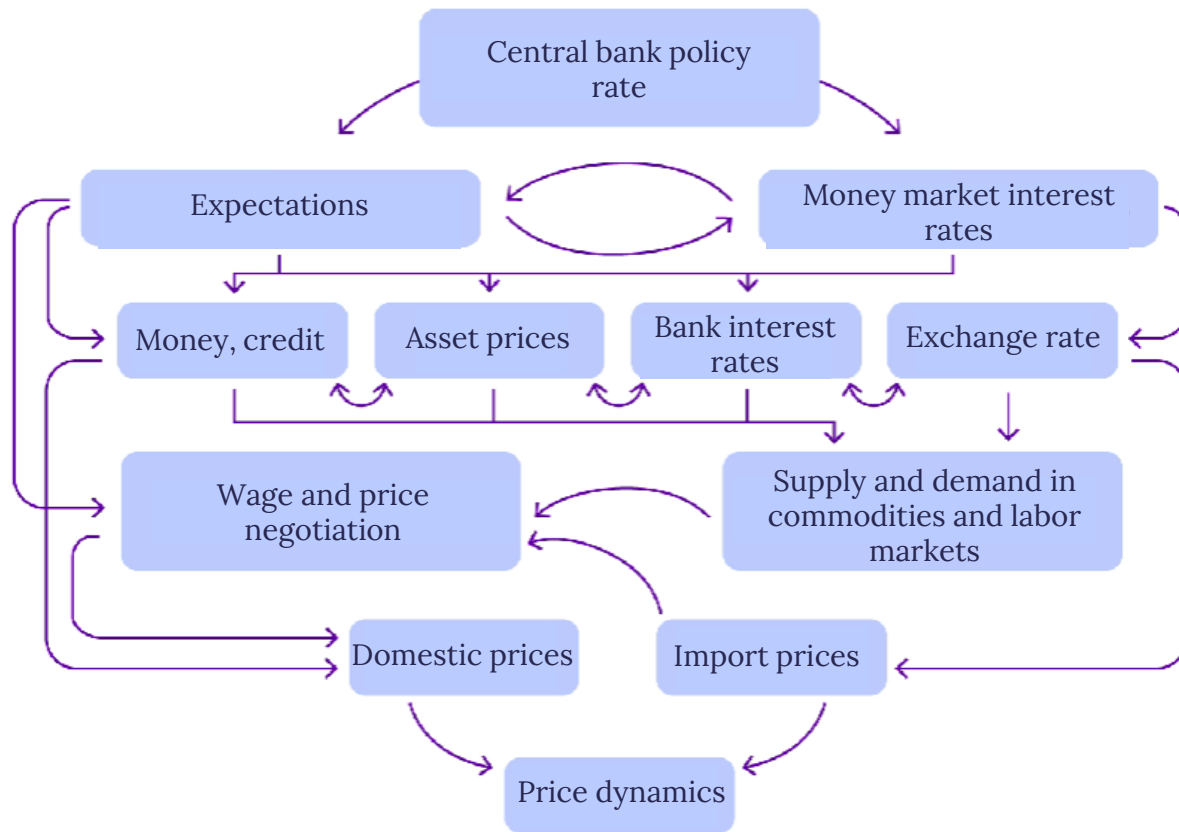 Central bank policy
rate
Expectations
Money market interest
rates
Money, credit
Asset prices
Bank interest
rates
Exchange rate
Wage and price
negotiation
Supply and demand in
commodities and labor
markets
Domestic prices
Import prices
Price dynamics